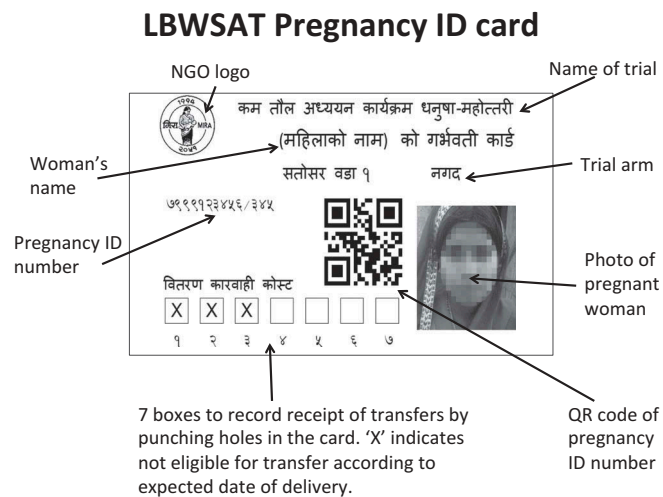 LBWSAT Pregnancy ID card
NGO logo
Name of trial
१९९५
मिरा
MRA
२०५१
कम तौल अध्ययन कार्यक्रम धनुषा-महोत्तरी
(महिलाको नाम) को गर्भवती कार्ड
Woman's
name
सतोसर वडा १ नगद
Trial arm
७९९९१२३४५६/३४५
Pregnancy ID
number
Photo of
pregnant
woman
वितरण कारवाही कोस्ट
X X X
१ २ ३ ४ ५ ६ ७
7 boxes to record receipt of transfers by
punching holes in the card. 'X' indicates
not eligible for transfer according to
expected date of delivery.
QR code of
pregnancy
ID number